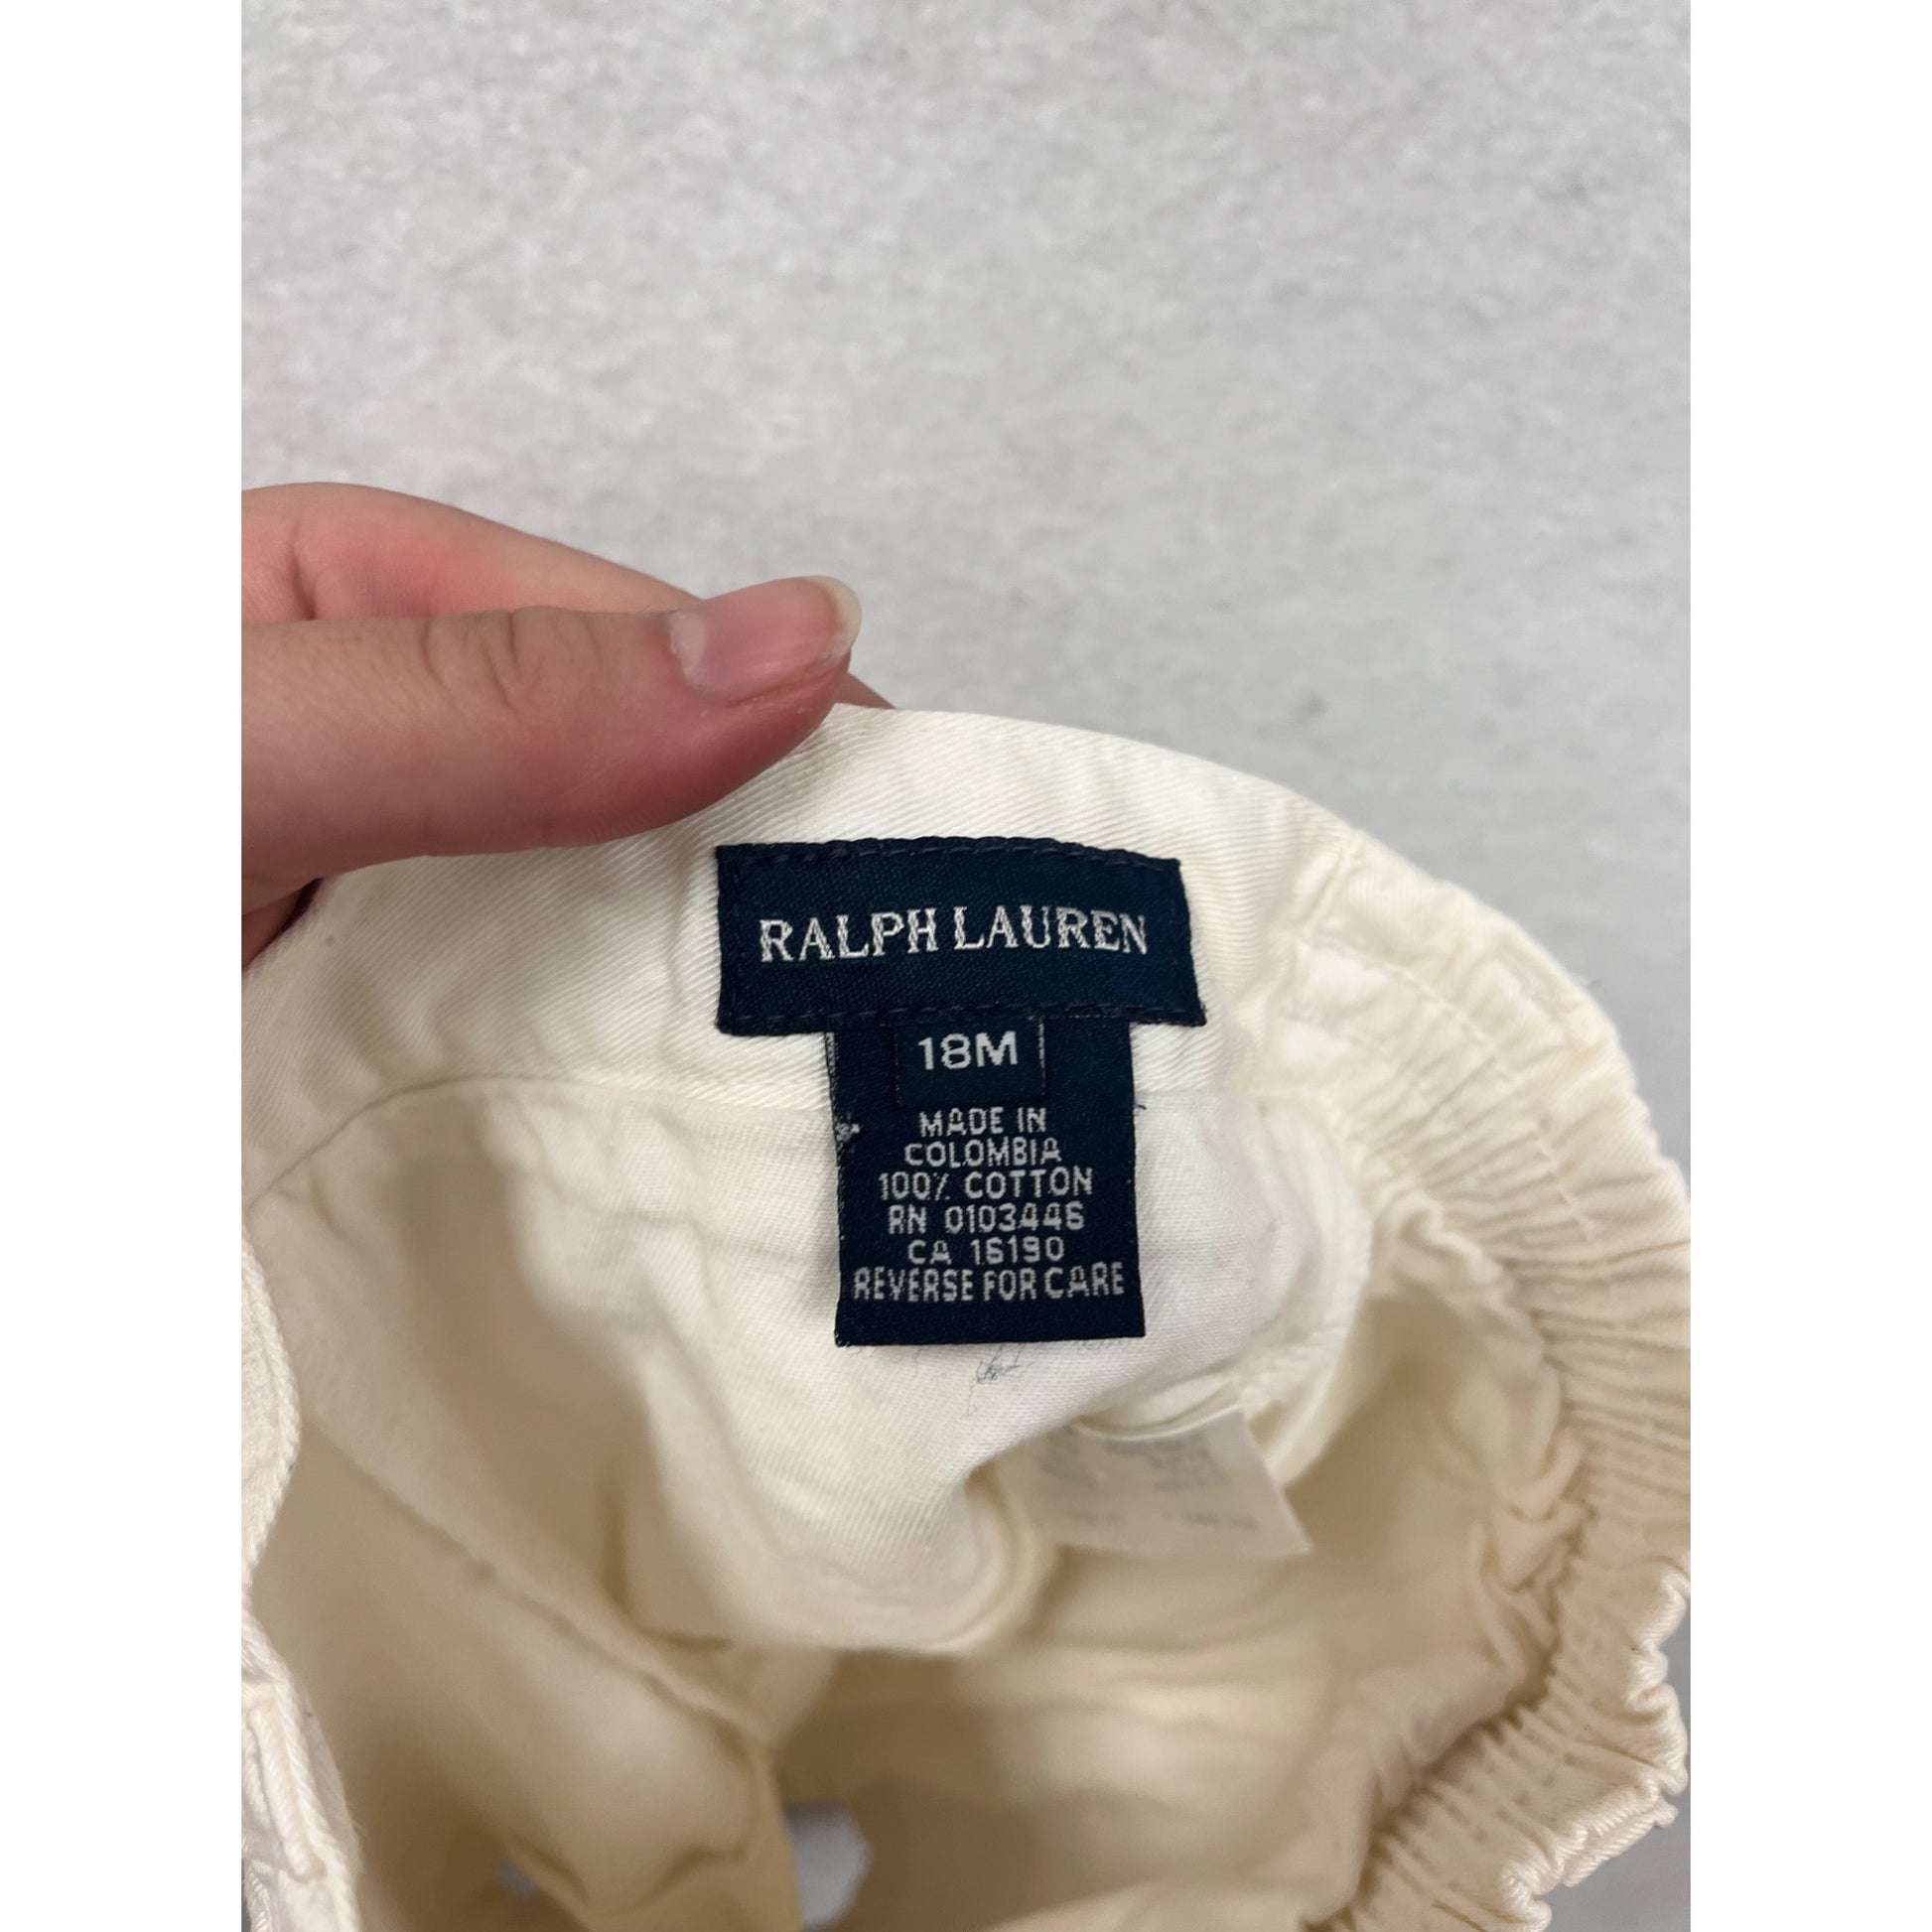 RALPH LAUREN
18M
MADE IN
COLOMBIA
100% COTTON
RN 0103446
CA 16190
REVERSE FOR CARE